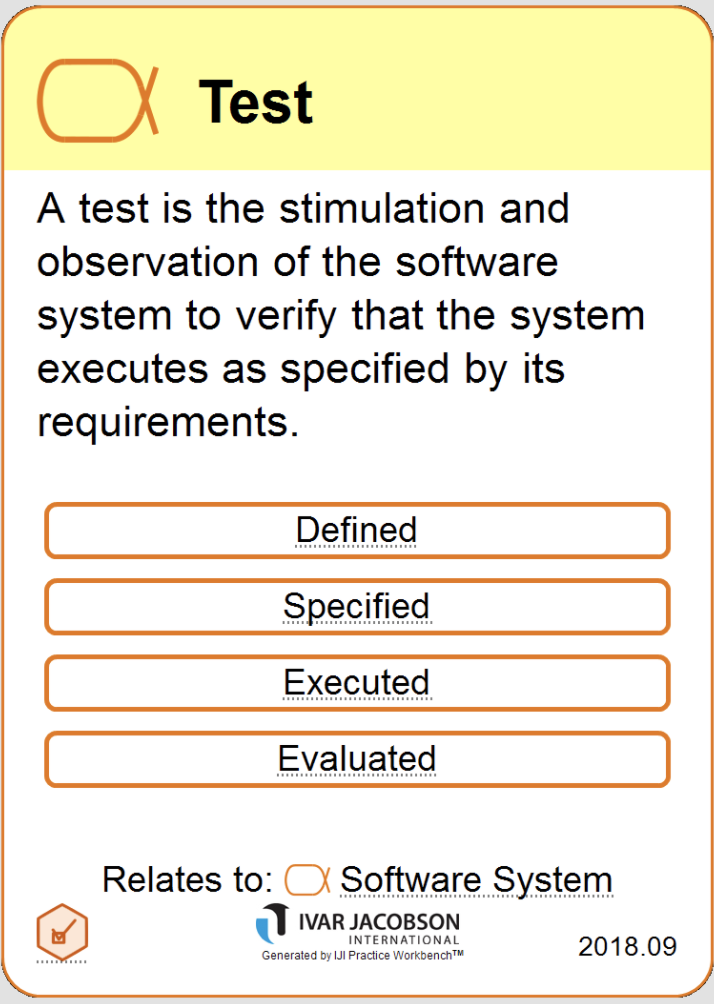 Test
A test is the stimulation and
observation of the software
system to verify that the system
executes as specified by its
requirements.
Defined
Specified
Executed
Evaluated
Relates to: Software System
IVAR JACOBSON
INTERNATIONAL
Generated by IJI Practice Workbench™
2018.09